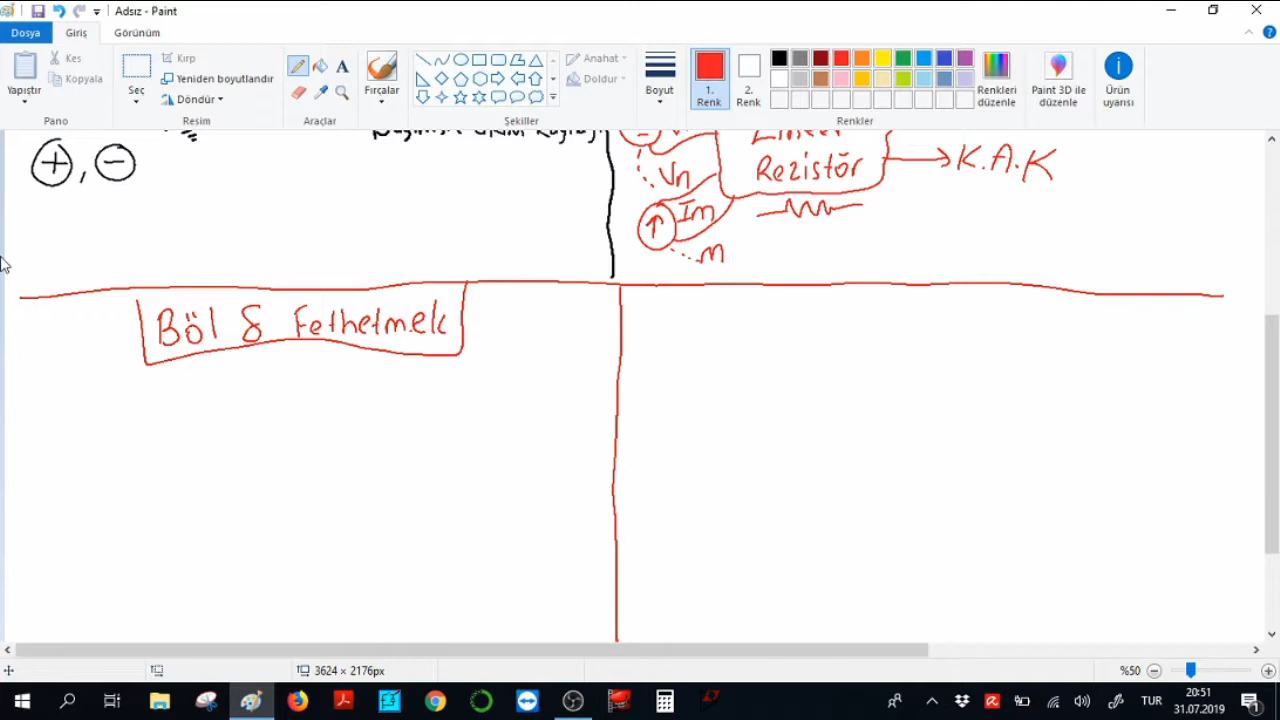 Adsız - Paint
Dosya
Giriş
Görünüm
Yapıştır
Kes
Kopyala
Pano
Seç
Kırp
Yeniden boyutlandır
Döndür
Resim
A
Araçlar
Fırçalar
Anahat
Doldur
Şekiller
Boyut
1.
Renk
2.
Renk
Renkleri
düzenle
Renkler
Paint 3D ile
düzenle
Ürün
uyarısı
+, -
Vn
Im
...m
Rezistör
K.A.K
Böl & Fethetmek
3624 × 2176px
%50
TUR
20:51
31.07.2019